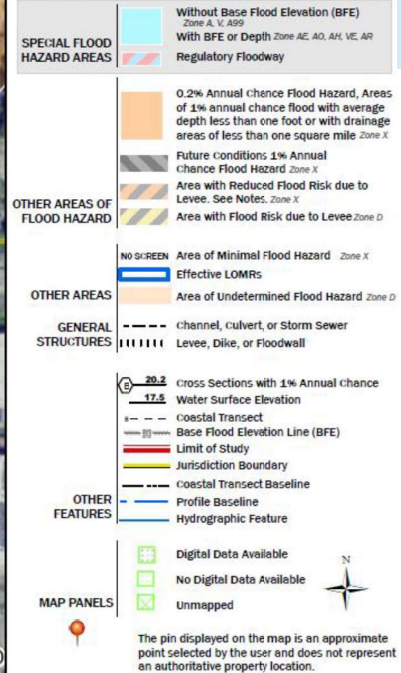 Without Base Flood Elevation (BFE)
Zone A, V, A99
With BFE or Depth Zone AE, AO, AH, VE, AR
Regulatory Floodway
SPECIAL FLOOD
HAZARD AREAS
0.2% Annual Chance Flood Hazard, Areas
of 1% annual chance flood with average
depth less than one foot or with drainage
areas of less than one square mile Zone X
Future Conditions 1% Annual
Chance Flood Hazard Zone X
Area with Reduced Flood Risk due to
Levee. See Notes. Zone X
Area with Flood Risk due to Levee Zone D
OTHER AREAS OF
FLOOD HAZARD
NO SCREEN Area of Minimal Flood Hazard Zone X
Effective LOMRs
Area of Undetermined Flood Hazard Zone D
OTHER AREAS
Channel, Culvert, or Storm Sewer
Levee, Dike, or Floodwall
GENERAL
STRUCTURES
20.2 Cross Sections with 1% Annual Chance
17.5 Water Surface Elevation
Coastal Transect
Base Flood Elevation Line (BFE)
Limit of Study
Jurisdiction Boundary
Coastal Transect Baseline
Profile Baseline
Hydrographic Feature
OTHER
FEATURES
Digital Data Available
No Digital Data Available
Unmapped
MAP PANELS
N
The pin displayed on the map is an approximate
point selected by the user and does not represent
an authoritative property location.